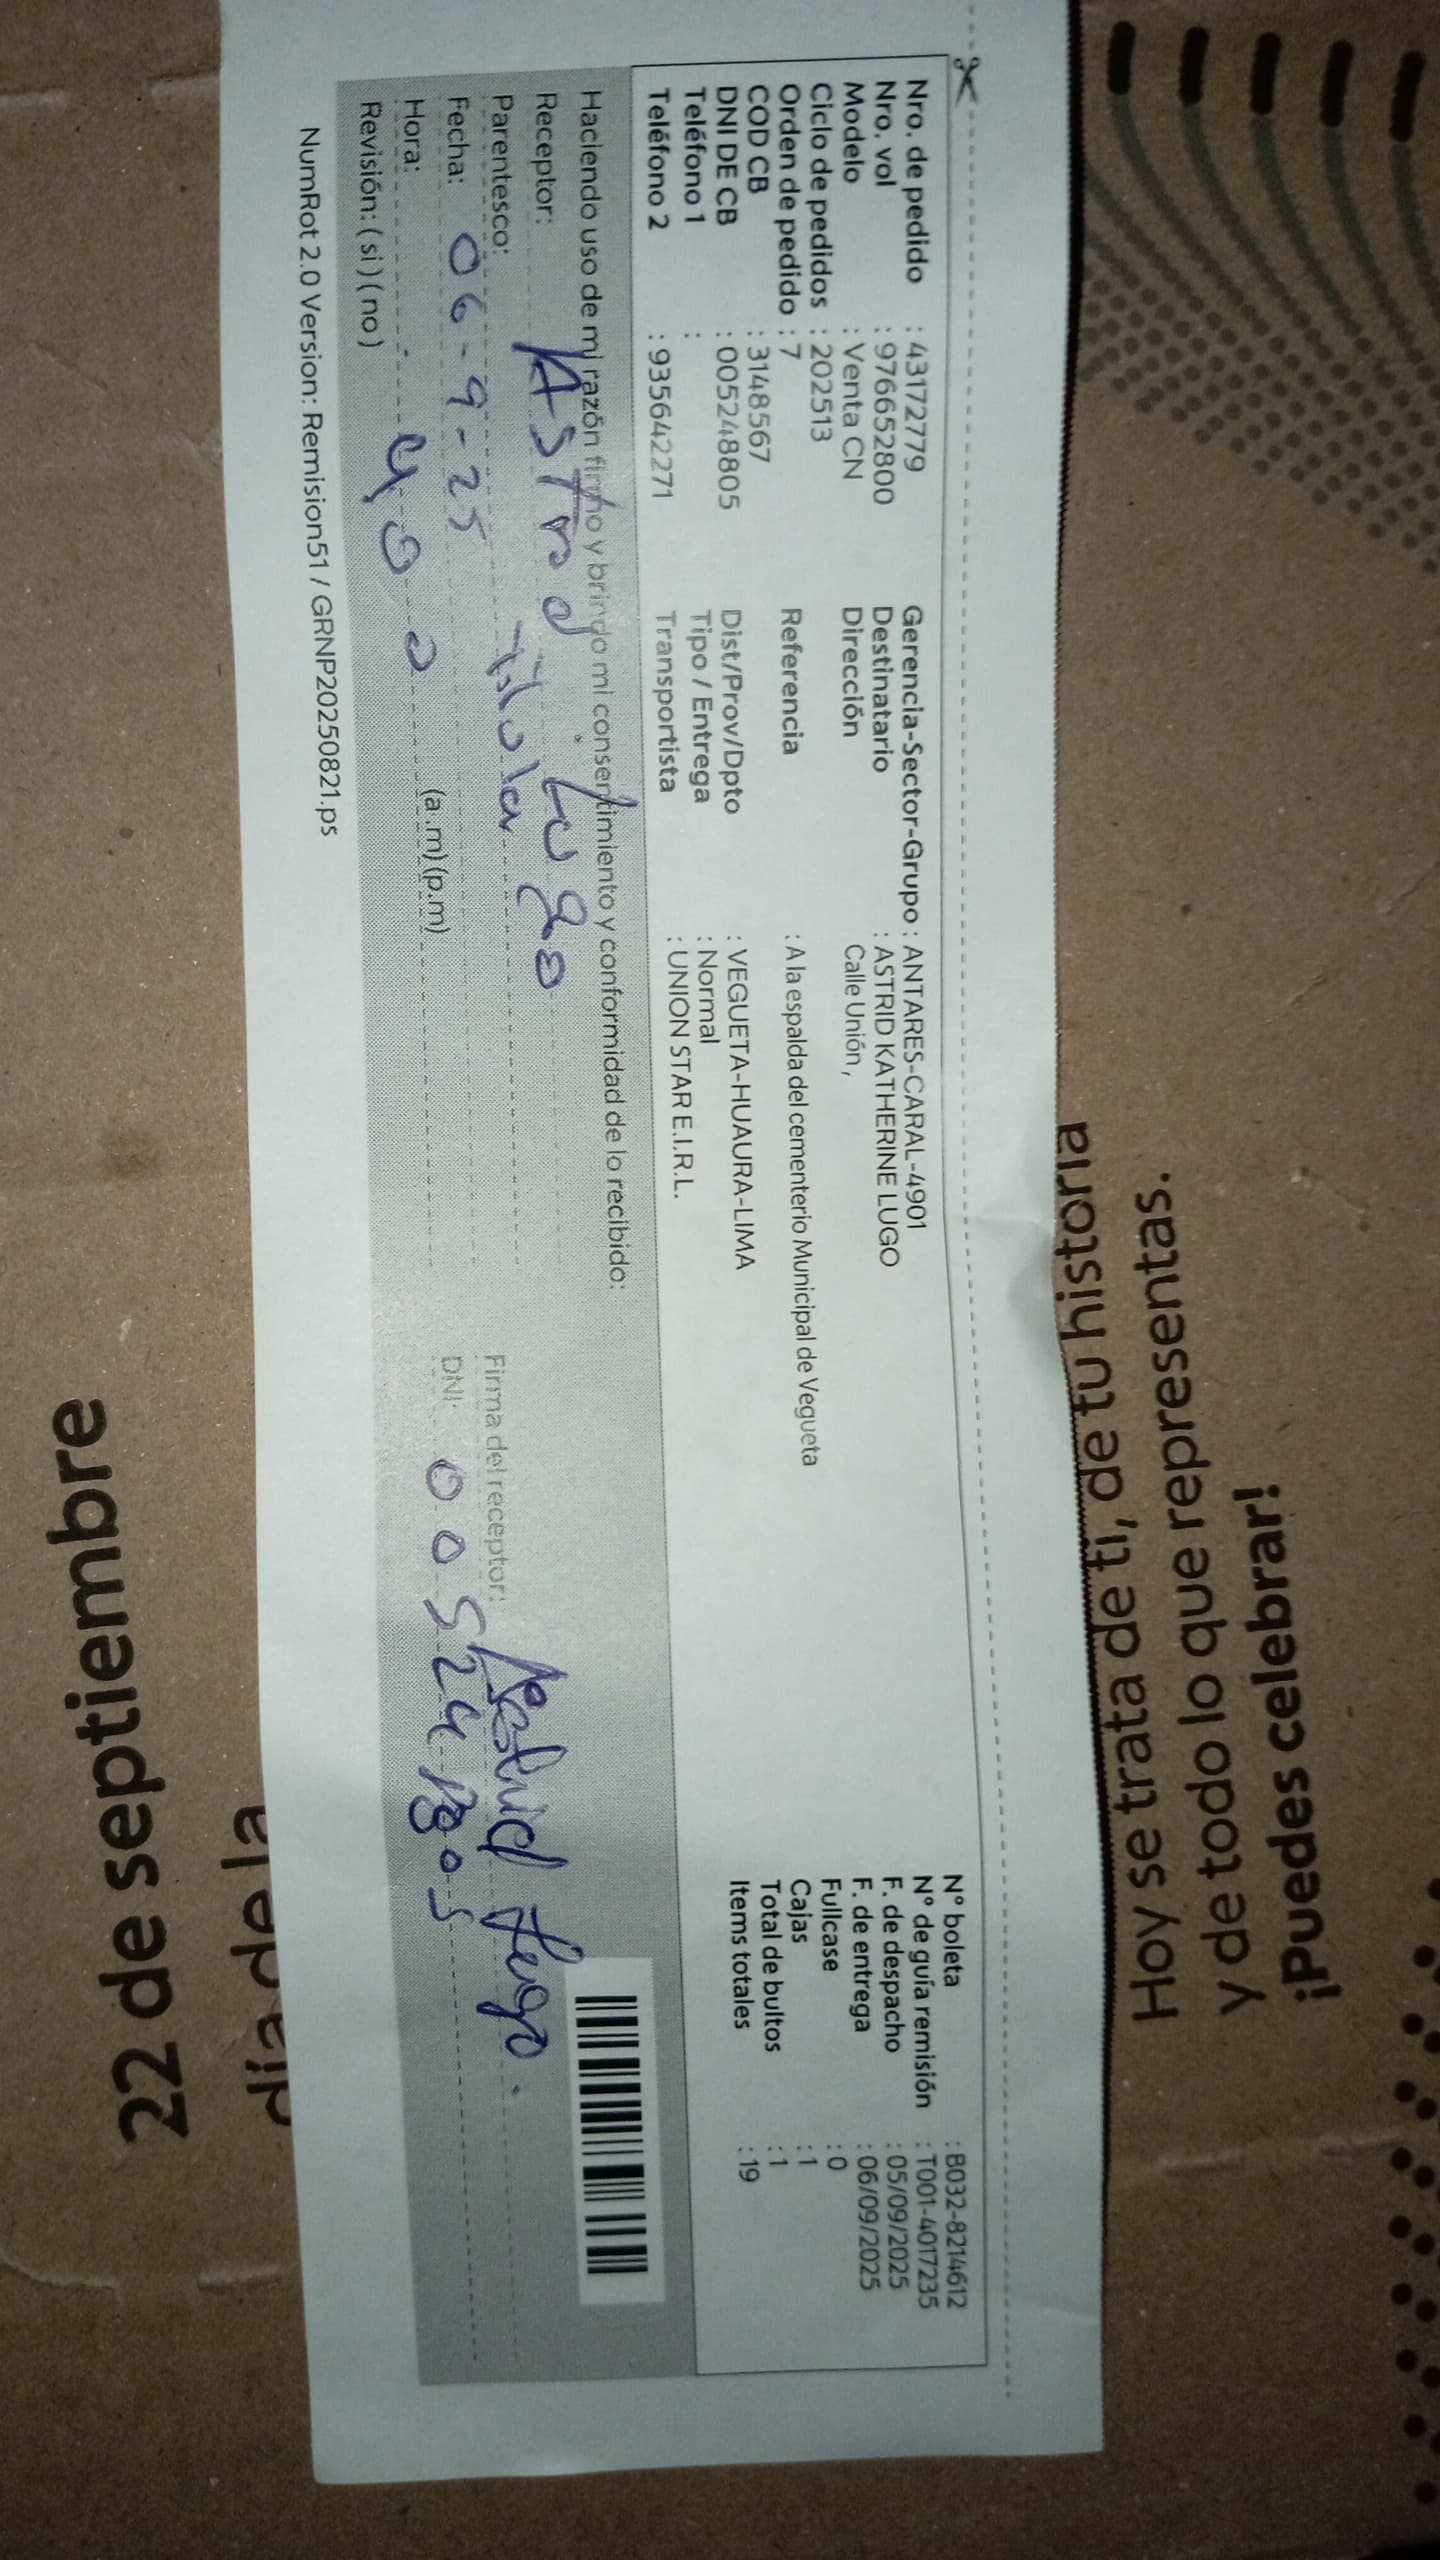 Nro. de pedido : 43172779
Nro. vol : 976652800
Modelo : Venta CN
Ciclo de pedidos : 202513
Orden de pedido : 7
COD CB : 3148567
DNI DE CB : 005248805
Teléfono 1 :
Teléfono 2 : 935642271
Gerencia-Sector-Grupo : ANTARES-CARAL-4901
Destinatario : ASTRID KATHERINE LUGO
Dirección Calle Unión ,
Referencia : A la espalda del cementerio Municipal de Vegueta
Dist/Prov/Dpto : VEGUETA-HUAURA-LIMA
Tipo / Entrega : Normal
Transportista : UNION STAR E.I.R.L.
N° boleta : B032-8214612
N° de guía remisión : T001-4017235
F. de despacho : 05/09/2025
F. de entrega : 06/09/2025
Fullcase : 0
Cajas : 1
Total de bultos : 1
Items totales : 19
Haciendo uso de mi razón firmo y brindo mi consentimiento y conformidad de lo recibido:
Receptor: Lugo
Parentesco:
Fecha: 06-9-25
Hora: (a.m) (p.m)
Revisión: ( si ) ( no )
Firma del receptor: Astrid Lugo
DNI: 005248805
NumRot 2.0 Version: Remision51 / GRNP20250821.ps
Hoy se trata de ti, de tu historia
y de todo lo que representas.
¡Puedes celebrar!
22 de septiembre
día de la